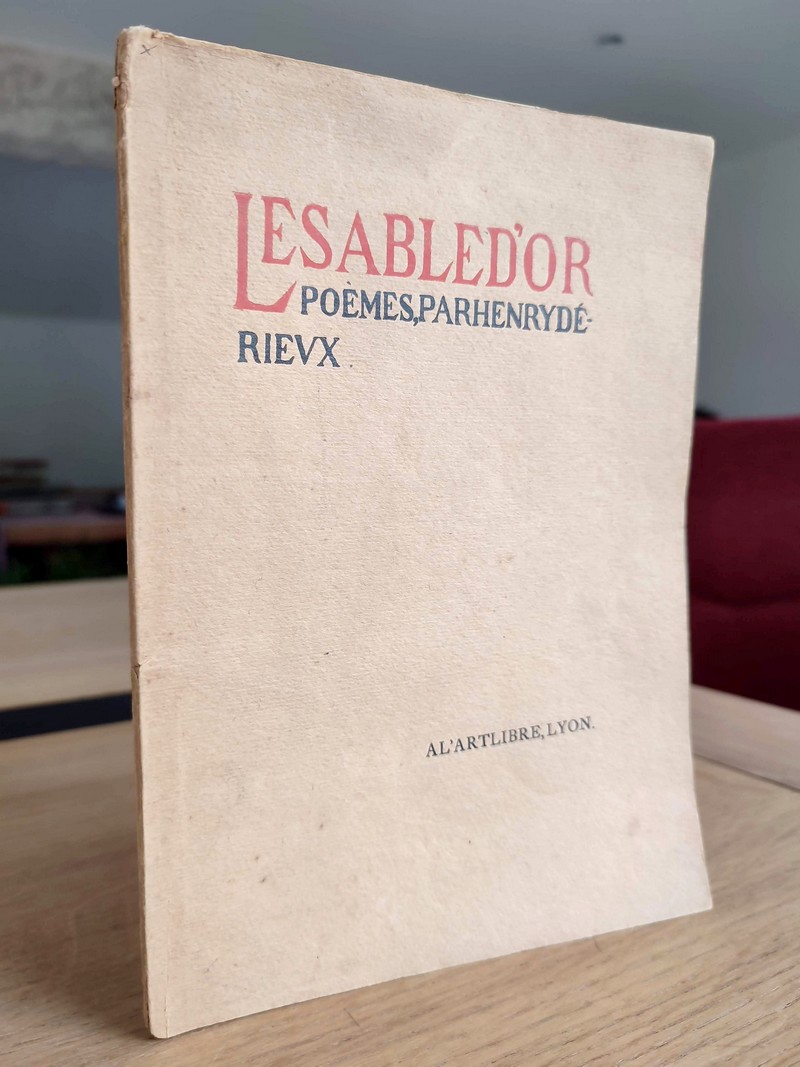 LESABLED'OR
POÈMES,PARHENRYDÉ-
RIEVX.
AL'ARTLIBRE,LYON.